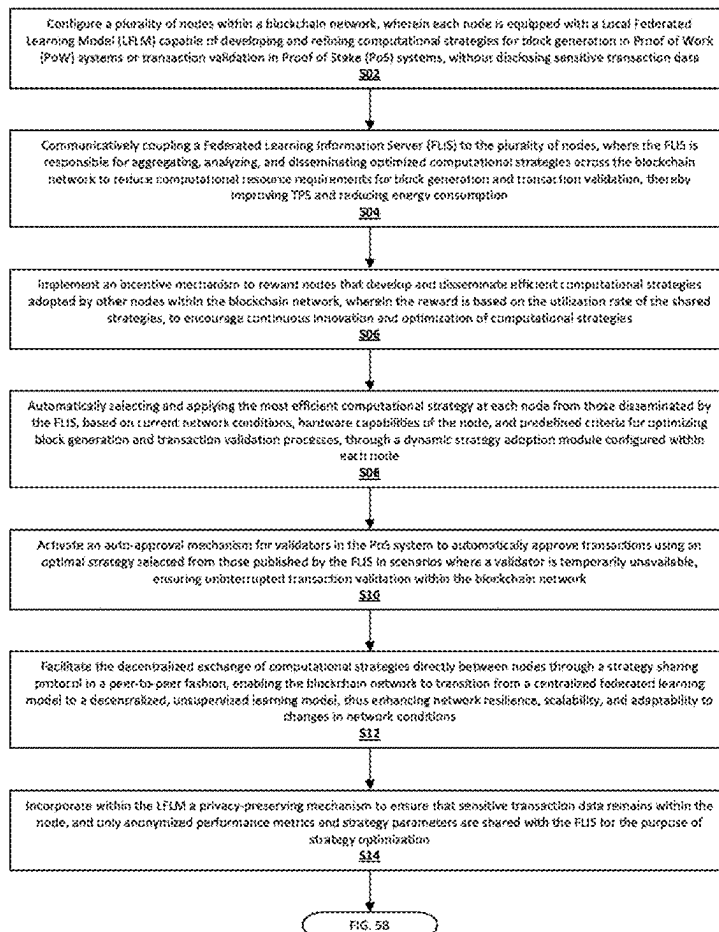 Configure a plurality of nodes within a blockchain network, wherein each node is equipped with a Local Federated
Learning Model (LFLM) capable of developing and refining computational strategies for block generation in Proof of Work
(PoW) systems or transaction validation in Proof of Stake (PoS) systems, without disclosing sensitive transaction data
S02
Communicatively coupling a Federated Learning Information Server (FLIS) to the plurality of nodes, where the FLIS is
responsible for aggregating, analyzing, and disseminating optimized computational strategies across the blockchain
network to reduce computational resource requirements for block generation and transaction validation, thereby
improving TPS and reducing energy consumption
S04
Implement an incentive mechanism to reward nodes that develop and disseminate efficient computational strategies
adopted by other nodes within the blockchain network, wherein the reward is based on the utilization rate of the shared
strategies, to encourage continuous innovation and optimization of computational strategies
S06
Automatically selecting and applying the most efficient computational strategy at each node from those disseminated by
the FLIS, based on current network conditions, hardware capabilities of the node, and predefined criteria for optimizing
block generation and transaction validation processes, through a dynamic strategy adoption module configured within
each node
Activate an auto-approval mechanism for validators in the PoS system to automatically approve transactions using an
optimal strategy selected from those published by the FLIS in scenarios where a validator is temporarily unavailable,
ensuring uninterrupted transaction validation within the blockchain network
S10
Facilitate the decentralized exchange of computational strategies directly between nodes through a strategy sharing
protocol in a peer-to-peer fashion, enabling the blockchain network to transition from a centralized federated learning
model to a decentralized, unsupervized learning model, thus enhancing network resilience, scalability, and adaptability to
changes in network conditions
S12
Incorporate within the LFLM a privacy-preserving mechanism to ensure that sensitive transaction data remains within the
node, and only anonymized performance metrics and strategy parameters are shared with the FLIS for the purpose of
strategy optimization
S14
FIG. 5B